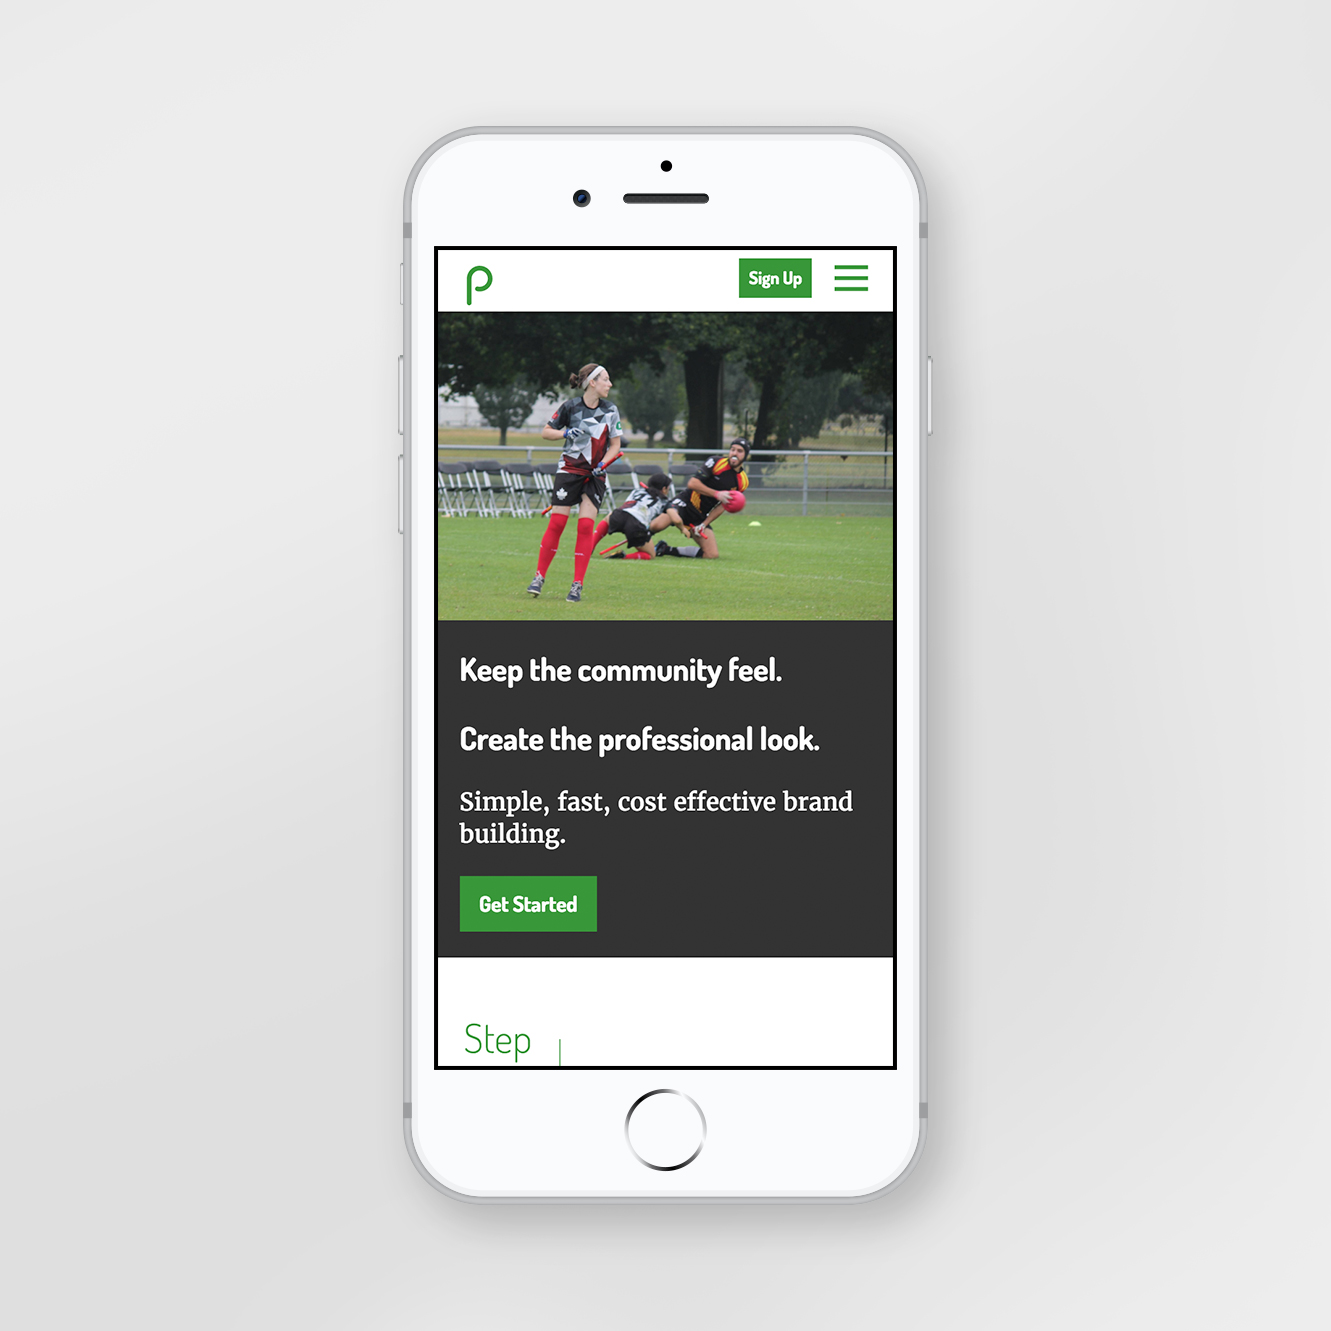 P
Sign Up
Keep the community feel.
Create the professional look.
Simple, fast, cost effective brand
building.
Get Started
Step